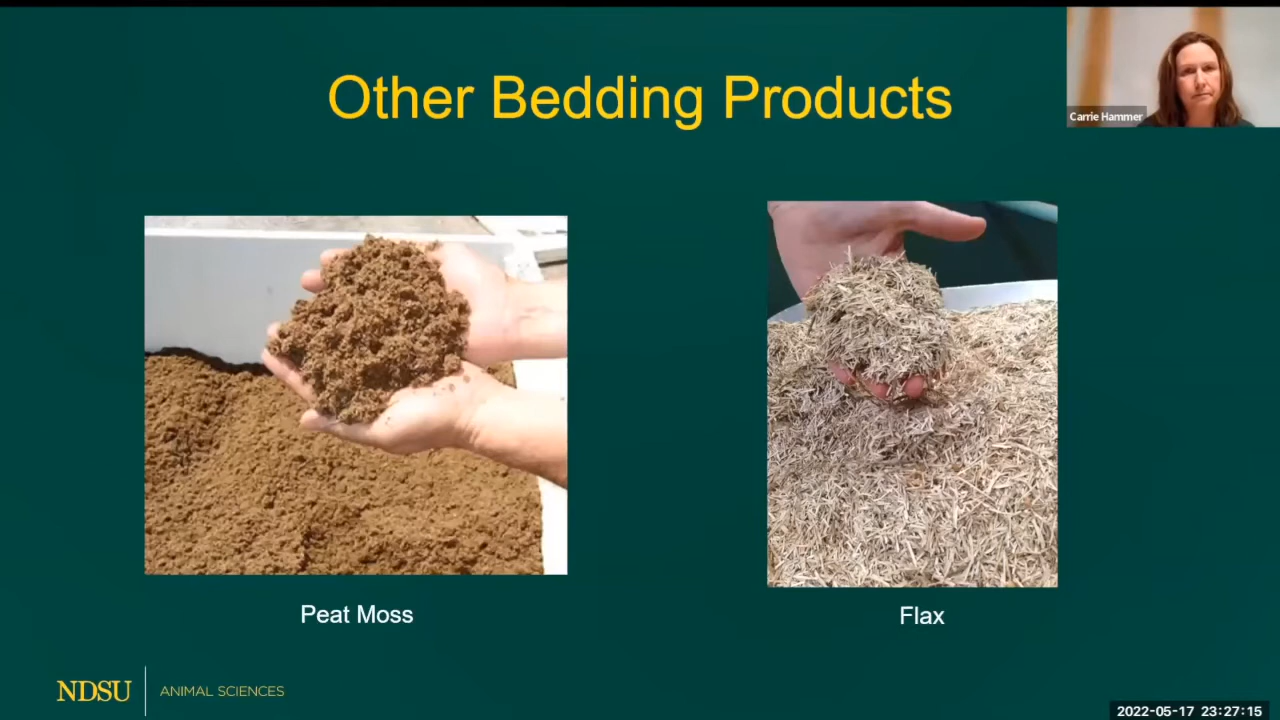 Other Bedding Products
Carrie Hammer
Peat Moss
Flax
NDSU
ANIMAL SCIENCES
2022-05-17 23:27:15